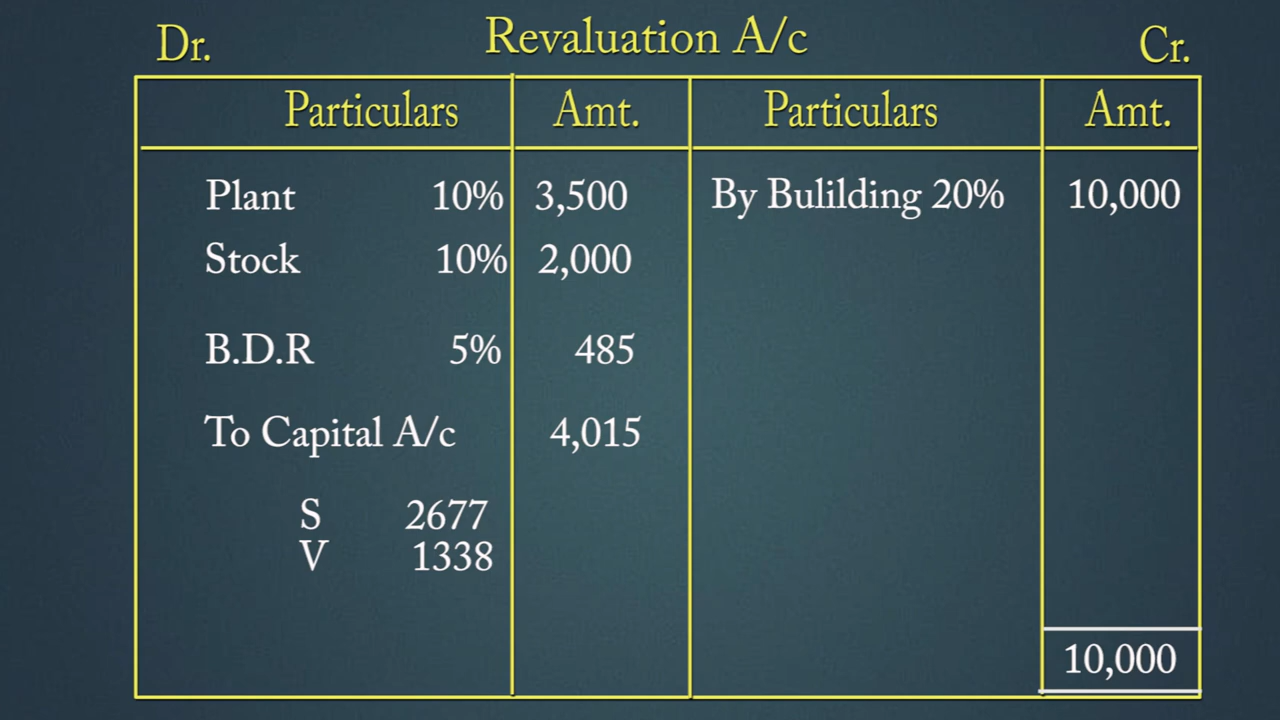 Dr. Revaluation A/c Cr.
Particulars Amt. Particulars Amt.
Plant 10% 3,500 By Bulilding 20% 10,000
Stock 10% 2,000
B.D.R 5% 485
To Capital A/c 4,015
S 2677
V 1338
10,000